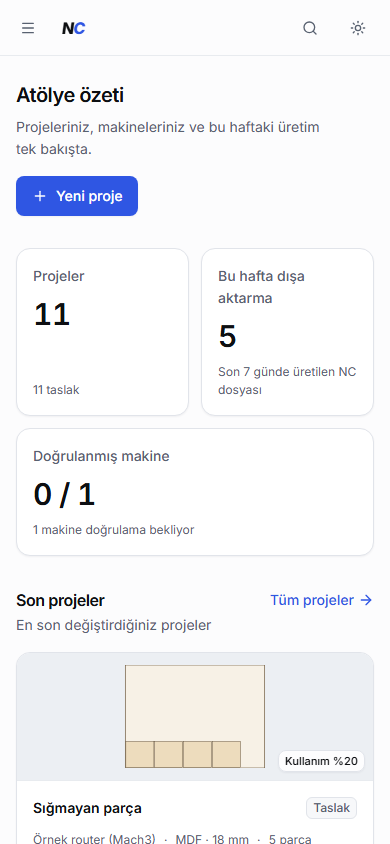 NC
Atölye özeti
Projeleriniz, makineleriniz ve bu haftaki üretim
tek bakışta.
Yeni proje
Projeler
11
11 taslak
Bu hafta dışa
aktarma
5
Son 7 günde üretilen NC
dosyası
Doğrulanmış makine
0 / 1
1 makine doğrulama bekliyor
Son projeler
Tüm projeler
En son değiştirdiğiniz projeler
Kullanım %20
Sığmayan parça
Taslak
Örnek router (Mach3) · MDF · 18 mm · 5 parça